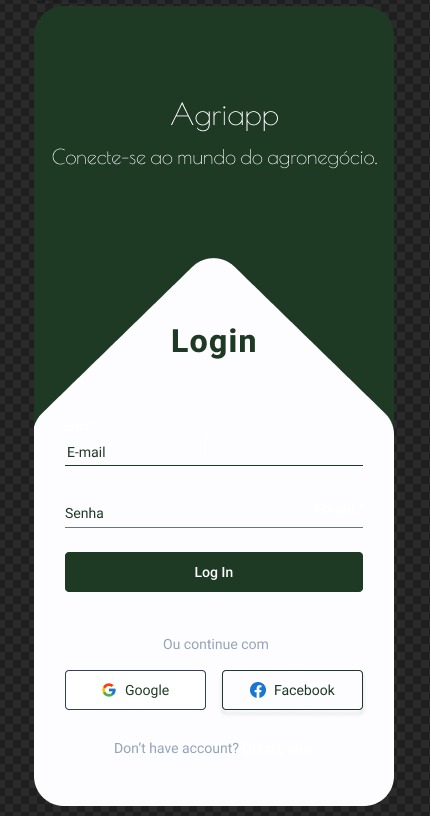 Agriapp
Conecte-se ao mundo do agronegócio.
Login
E-mail
Senha
Log In
Ou continue com
Google
Facebook
Don't have account?